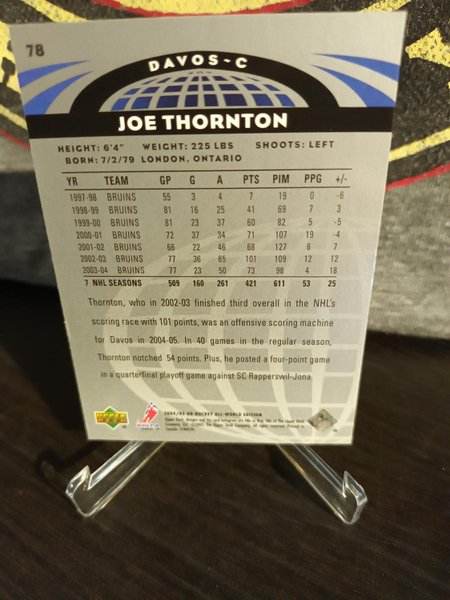 78
DAVOS - C
JOE THORNTON
HEIGHT: 6'4" WEIGHT: 225 LBS SHOOTS: LEFT
BORN: 7/2/79 LONDON, ONTARIO
YR TEAM GP G A PTS PIM PPG +/-
1997-98 BRUINS 55 3 4 7 19 0 -6
1998-99 BRUINS 81 16 25 41 69 7 3
1999-00 BRUINS 81 23 37 60 82 5 -5
2000-01 BRUINS 72 37 34 71 107 19 -4
2001-02 BRUINS 66 22 46 68 127 6 7
2002-03 BRUINS 77 36 65 101 109 12 12
2003-04 BRUINS 77 23 50 73 98 4 18
7 NHL SEASONS 509 160 261 421 611 53 25
Thornton, who in 2002-03 finished third overall in the NHL's
scoring race with 101 points, was an offensive scoring machine
for Davos in 2004-05. In 40 games in the regular season,
Thornton notched 54 points. Plus, he posted a four-point game
in a quarterfinal playoff game against SC Rapperswil-Jona.
UPPER DECK
2004/05 UD HOCKEY ALL-WORLD EDITION